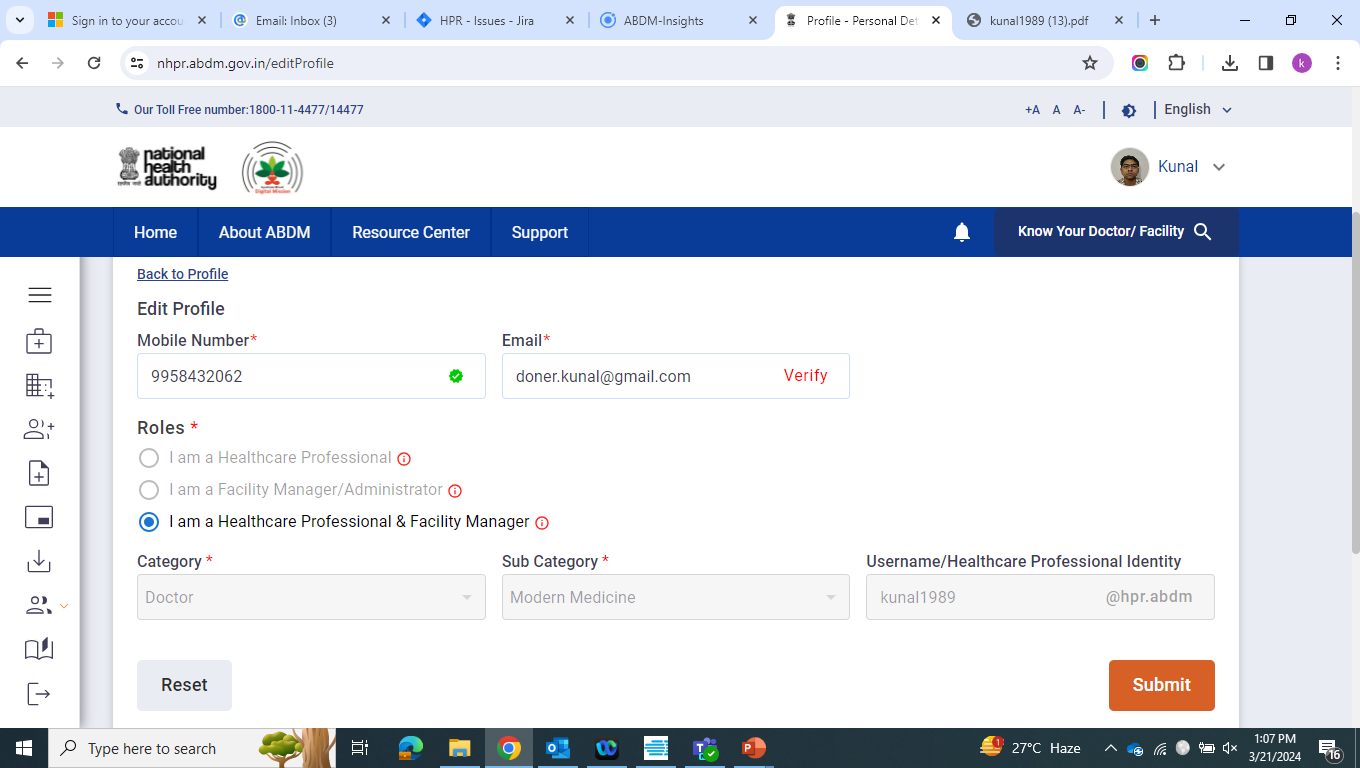 Sign in to your accou
Email: Inbox (3)
HPR - Issues - Jira
ABDM-Insights
Profile - Personal Det
kunal1989 (13).pdf
nhpr.abdm.gov.in/editProfile
k
Our Toll Free number:1800-11-4477/14477
+A A A-
English
national
health
authority
Digital Mission
Kunal
Home
About ABDM
Resource Center
Support
Know Your Doctor/ Facility
Back to Profile
Edit Profile
Mobile Number*
Email*
9958432062
doner.kunal@gmail.com
Verify
Roles *
I am a Healthcare Professional
I am a Facility Manager/Administrator
I am a Healthcare Professional & Facility Manager
Category *
Sub Category *
Username/Healthcare Professional Identity
Doctor
Modern Medicine
kunal1989
@hpr.abdm
Reset
Submit
Type here to search
1
27°C Haze
1:07 PM
3/21/2024
16